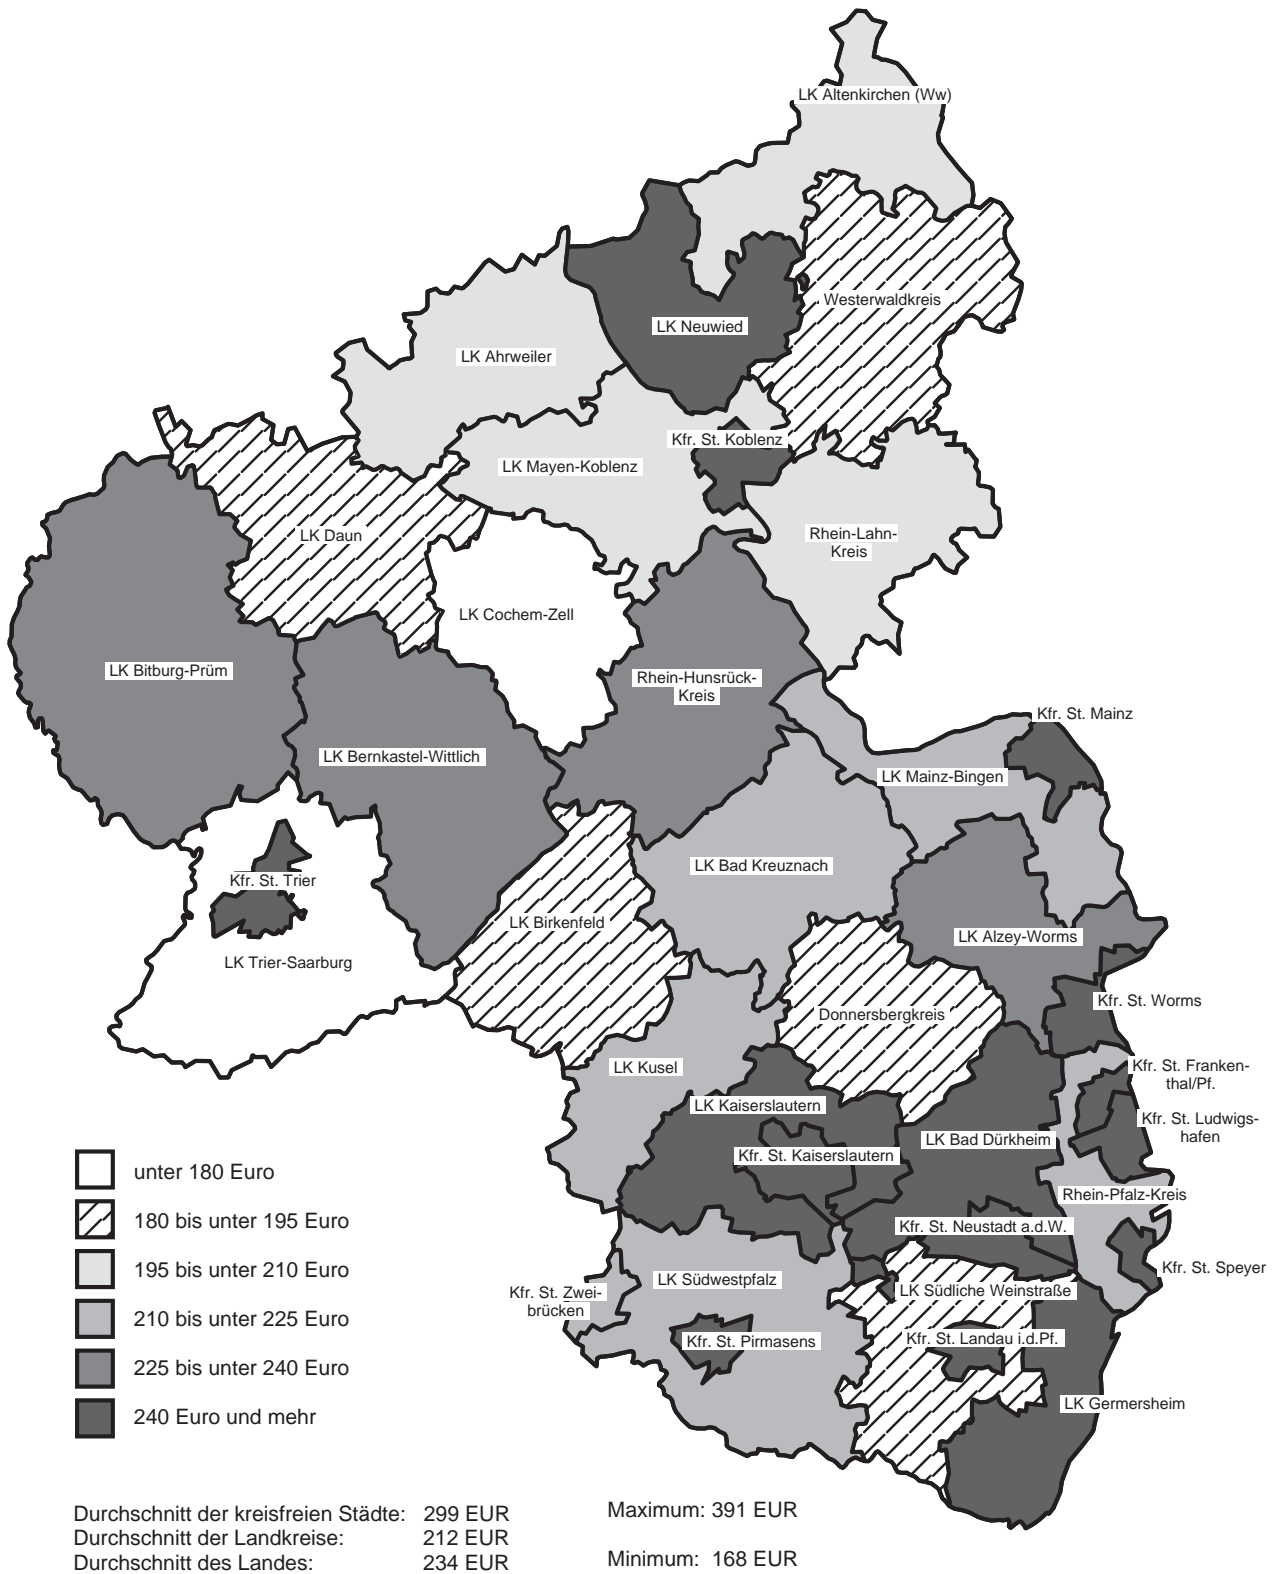 LK Altenkirchen (Ww)
Westerwaldkreis
LK Neuwied
LK Ahrweiler
Kfr. St. Koblenz
LK Mayen-Koblenz
LK Daun
Rhein-Lahn-
Kreis
LK Cochem-Zell
LK Bitburg-Prüm
Rhein-Hunsrück-
Kreis
Kfr. St. Mainz
LK Bernkastel-Wittlich
LK Mainz-Bingen
LK Bad Kreuznach
Kfr. St. Trier
LK Birkenfeld
LK Alzey-Worms
LK Trier-Saarburg
Kfr. St. Worms
Donnersbergkreis
LK Kusel
Kfr. St. Franken-
thal/Pf.
LK Kaiserslautern
Kfr. St. Ludwigs-
hafen
LK Bad Dürkheim
Kfr. St. Kaiserslautern
Rhein-Pfalz-Kreis
Kfr. St. Neustadt a.d.W.
Kfr. St. Speyer
LK Südwestpfalz
Kfr. St. Zwei-
brücken
LK Südliche Weinstraße
Kfr. St. Pirmasens
Kfr. St. Landau i.d.Pf.
LK Germersheim
unter 180 Euro
180 bis unter 195 Euro
195 bis unter 210 Euro
210 bis unter 225 Euro
225 bis unter 240 Euro
240 Euro und mehr
Durchschnitt der kreisfreien Städte: 299 EUR
Durchschnitt der Landkreise: 212 EUR
Durchschnitt des Landes: 234 EUR
Maximum: 391 EUR
Minimum: 168 EUR